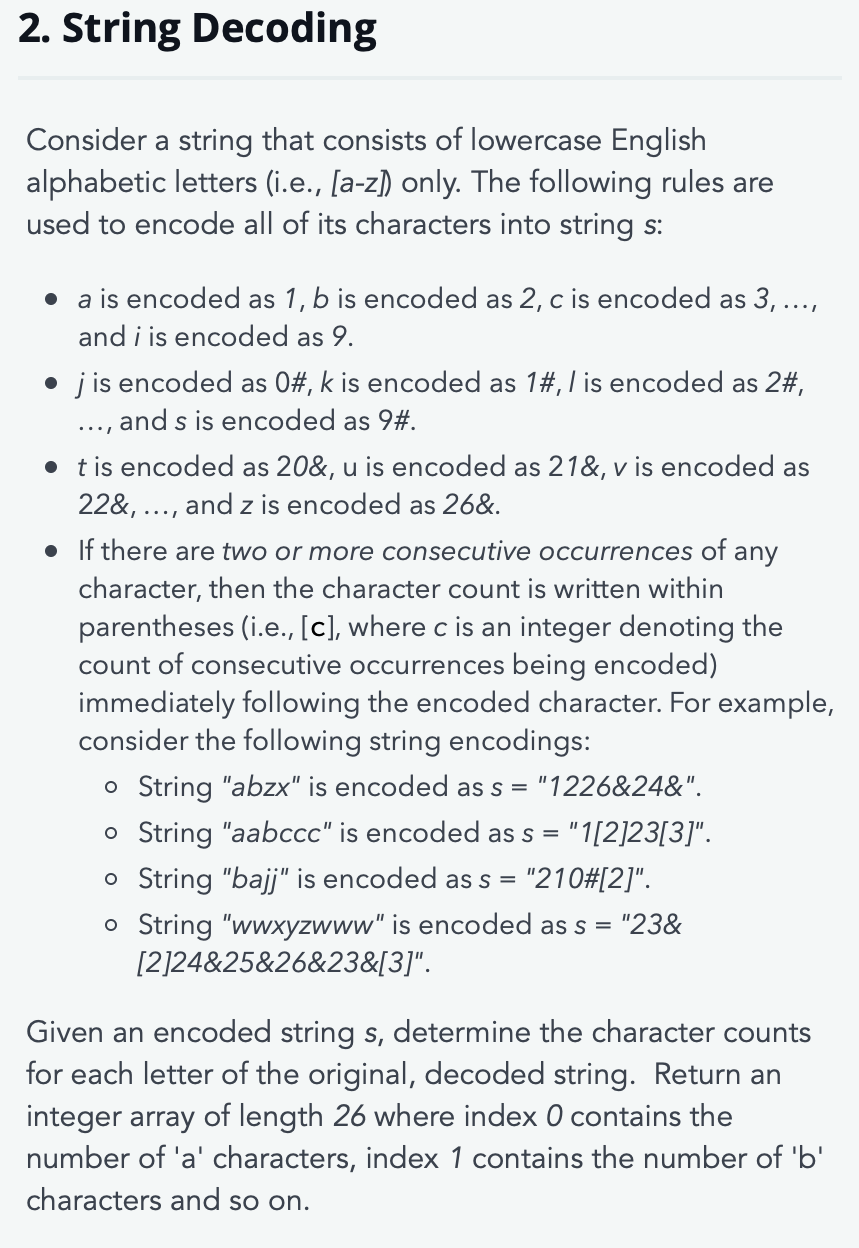 2. String Decoding
Consider a string that consists of lowercase English
alphabetic letters (i.e., [a-z]) only. The following rules are
used to encode all of its characters into string s:
• a is encoded as 1, b is encoded as 2, c is encoded as 3, …,
and i is encoded as 9.
• j is encoded as 0#, k is encoded as 1#, l is encoded as 2#,
…, and s is encoded as 9#.
• t is encoded as 20&, u is encoded as 21&, v is encoded as
22&, …, and z is encoded as 26&.
• If there are two or more consecutive occurrences of any
character, then the character count is written within
parentheses (i.e., [c], where c is an integer denoting the
count of consecutive occurrences being encoded)
immediately following the encoded character. For example,
consider the following string encodings:
○ String "abzx" is encoded as s = "1226&24&".
○ String "aabccc" is encoded as s = "1[2]23[3]".
○ String "bajj" is encoded as s = "210#[2]".
○ String "wwxyzwww" is encoded as s = "23&
[2]24&25&26&23&[3]".
Given an encoded string s, determine the character counts
for each letter of the original, decoded string.  Return an
integer array of length 26 where index 0 contains the
number of 'a' characters, index 1 contains the number of 'b'
characters and so on.